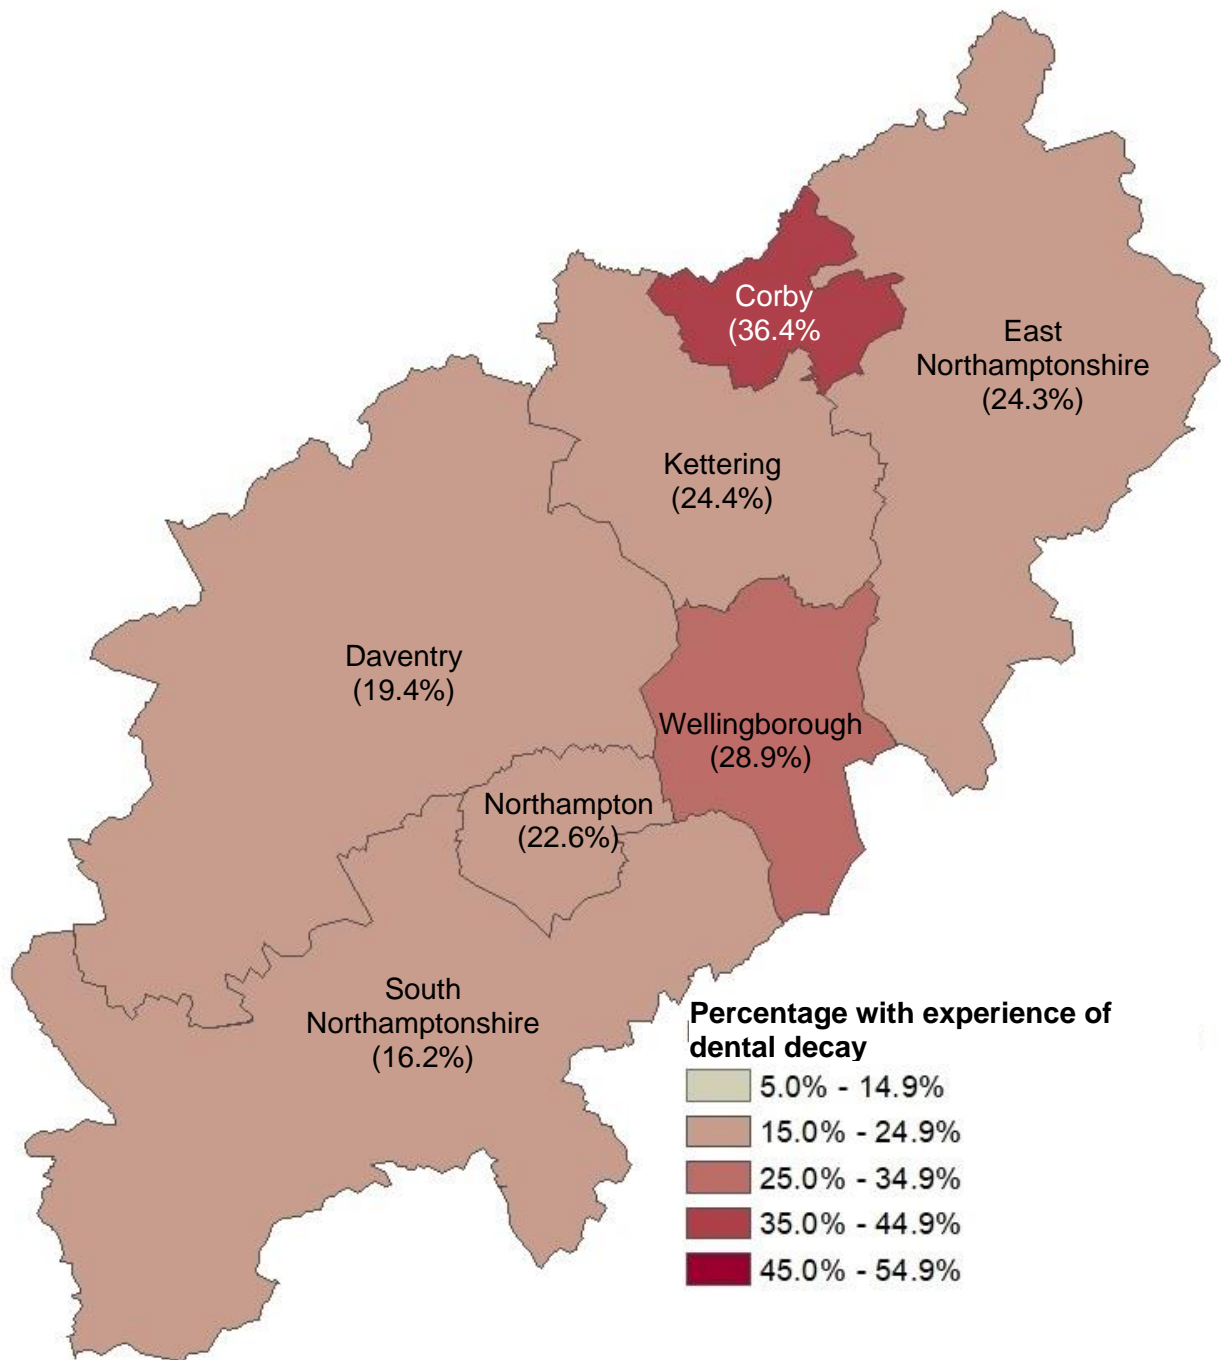 Corby
(36.4%
East
Northamptonshire
(24.3%)
Kettering
(24.4%)
Daventry
(19.4%)
Wellingborough
(28.9%)
Northampton
(22.6%)
South
Northamptonshire
(16.2%)
Percentage with experience of
dental decay
5.0% - 14.9%
15.0% - 24.9%
25.0% - 34.9%
35.0% - 44.9%
45.0% - 54.9%